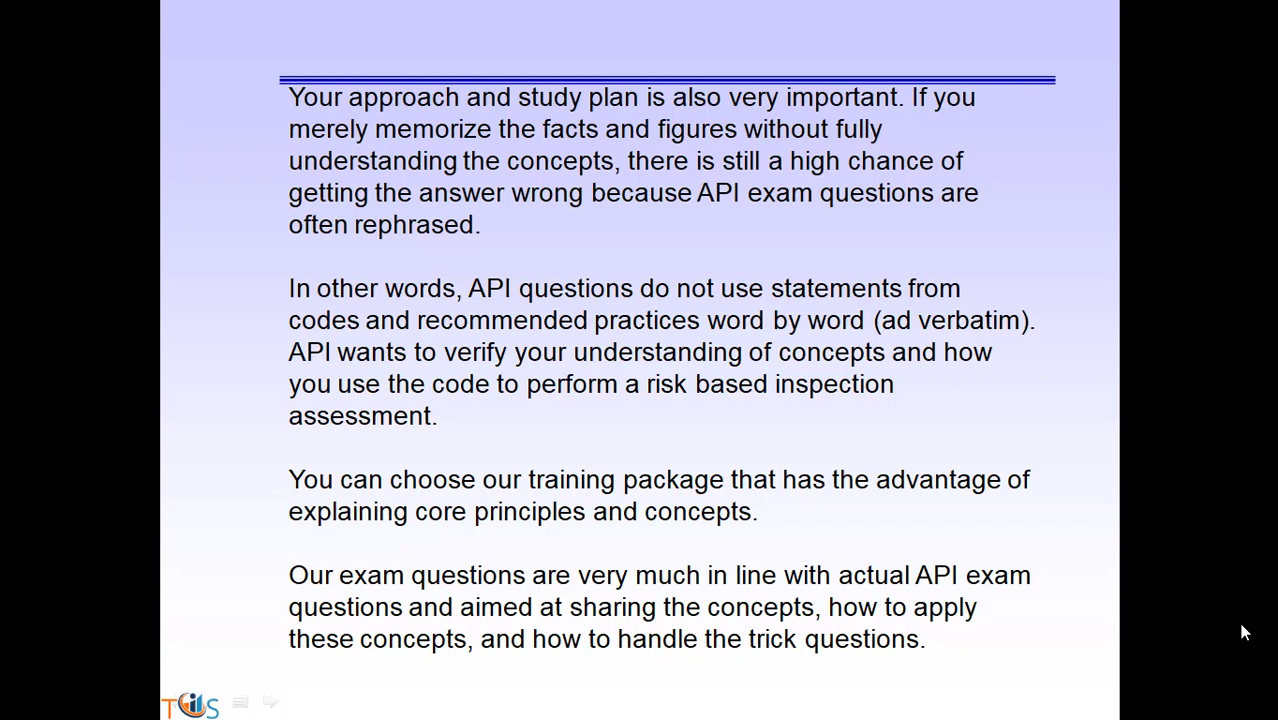 Your approach and study plan is also very important. If you
merely memorize the facts and figures without fully
understanding the concepts, there is still a high chance of
getting the answer wrong because API exam questions are
often rephrased.
In other words, API questions do not use statements from
codes and recommended practices word by word (ad verbatim).
API wants to verify your understanding of concepts and how
you use the code to perform a risk based inspection
assessment.
You can choose our training package that has the advantage of
explaining core principles and concepts.
Our exam questions are very much in line with actual API exam
questions and aimed at sharing the concepts, how to apply
these concepts, and how to handle the trick questions.